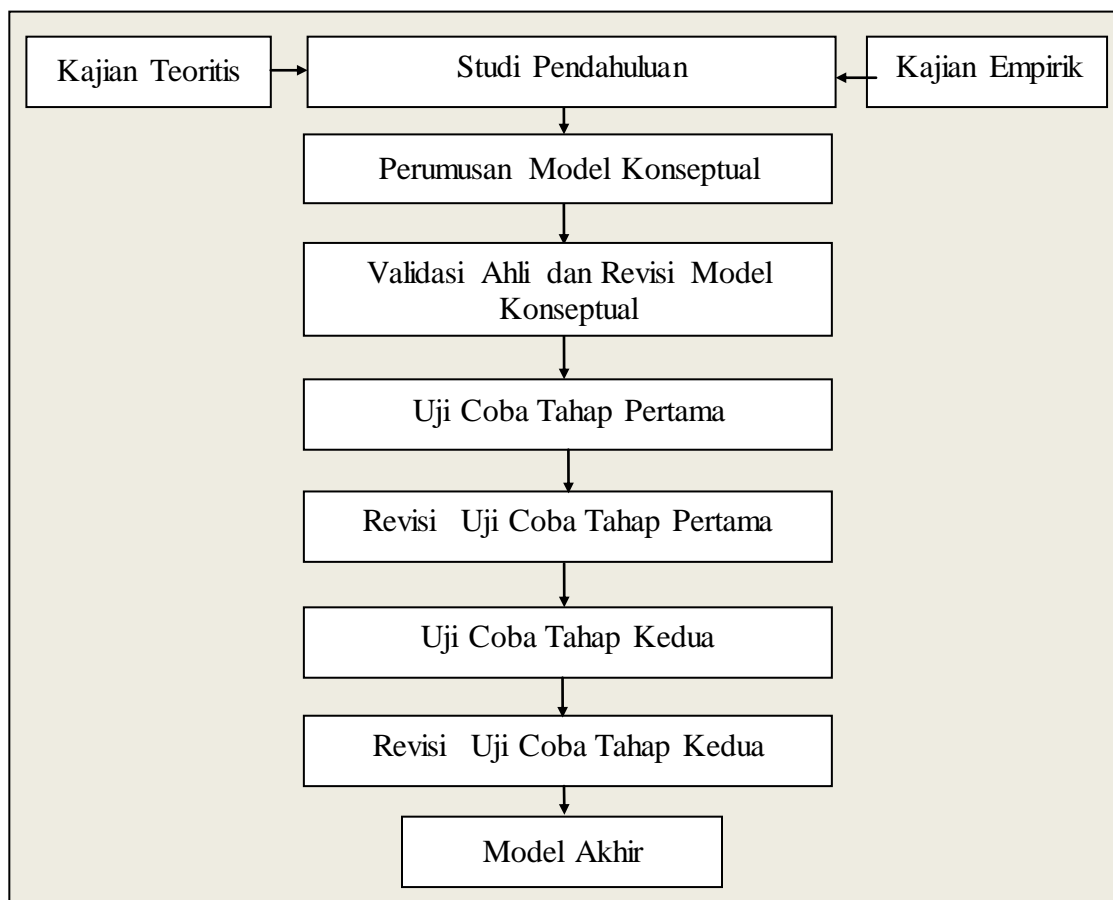 Kajian Teoritis
Studi Pendahuluan
Kajian Empirik
Perumusan Model Konseptual
Validasi Ahli dan Revisi Model
Konseptual
Uji Coba Tahap Pertama
Revisi Uji Coba Tahap Pertama
Uji Coba Tahap Kedua
Revisi Uji Coba Tahap Kedua
Model Akhir